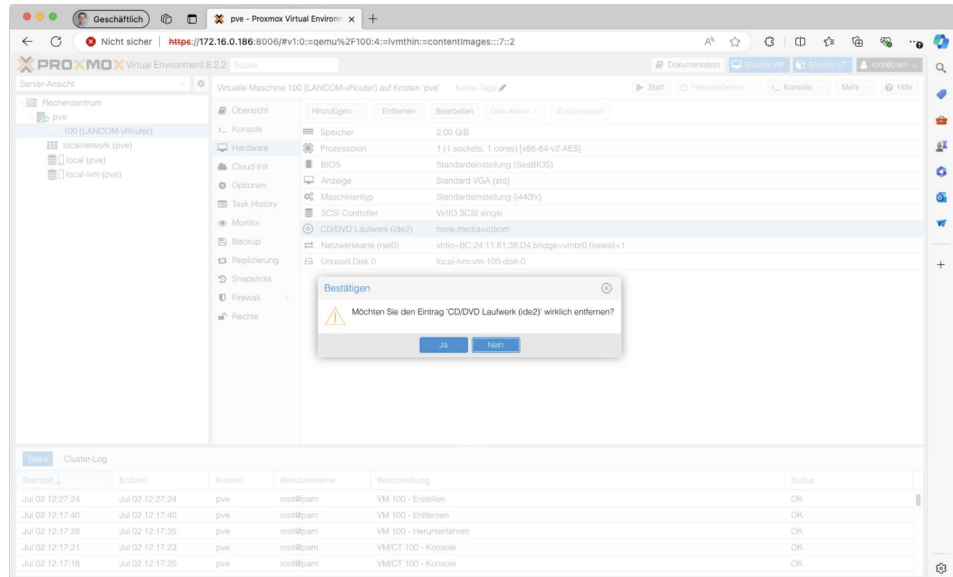 Geschäftlich
pve - Proxmox Virtual Environm
Nicht sicher https://172.16.0.186:8006/#v1:0:=qemu%2F100:4:=lvmthin:=contentImages:::7::2
PROXMOX Virtual Environment 8.2.2 Suche Dokumentation Erstelle VM Erstelle CT root@pam
Server-Ansicht
Virtuelle Maschine 100 (LANCOM-vRouter) auf Knoten 'pve' Keine Tags Start Herunterfahren Konsole Mehr Hilfe
Rechenzentrum
pve
100 (LANCOM-vRouter)
localnetwork (pve)
local (pve)
local-lvm (pve)
Übersicht
Konsole
Hardware
Cloud-Init
Optionen
Task History
Monitor
Backup
Replizierung
Snapshots
Firewall
Rechte
Hinzufügen Entfernen Bearbeiten Disk-Aktion Zurücksetzen
Speicher 2.00 GiB
Prozessoren 1 (1 sockets, 1 cores) [x86-64-v2-AES]
BIOS Standardeinstellung (SeaBIOS)
Anzeige Standard VGA (std)
Maschinentyp Standardeinstellung (i440fx)
SCSI Controller VirtIO SCSI single
CD/DVD Laufwerk (ide2) none,media=cdrom
Netzwerkkarte (net0) virtio=BC:24:11:81:38:D4,bridge=vmbr0,firewall=1
Unused Disk 0 local-lvm:vm-100-disk-0
Bestätigen
Möchten Sie den Eintrag 'CD/DVD Laufwerk (ide2)' wirklich entfernen?
Ja Nein
Tasks Cluster-Log
Startzeit Endzeit Knoten Benutzername Beschreibung Status
Jul 02 12:27:24 Jul 02 12:27:24 pve root@pam VM 100 - Erstellen OK
Jul 02 12:17:40 Jul 02 12:17:40 pve root@pam VM 100 - Entfernen OK
Jul 02 12:17:28 Jul 02 12:17:35 pve root@pam VM 100 - Herunterfahren OK
Jul 02 12:17:21 Jul 02 12:17:23 pve root@pam VM/CT 100 - Konsole OK
Jul 02 12:17:18 Jul 02 12:17:20 pve root@pam VM/CT 100 - Konsole OK